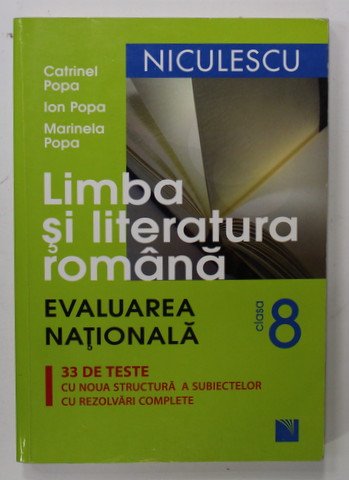 NICULESCU
Catrinel
Popa
Ion Popa
Marinela
Popa
Limba
şi literatura
română
EVALUAREA
NAŢIONALĂ
clasa
8
33 DE TESTE
CU NOUA STRUCTURĂ A SUBIECTELOR
CU REZOLVĂRI COMPLETE